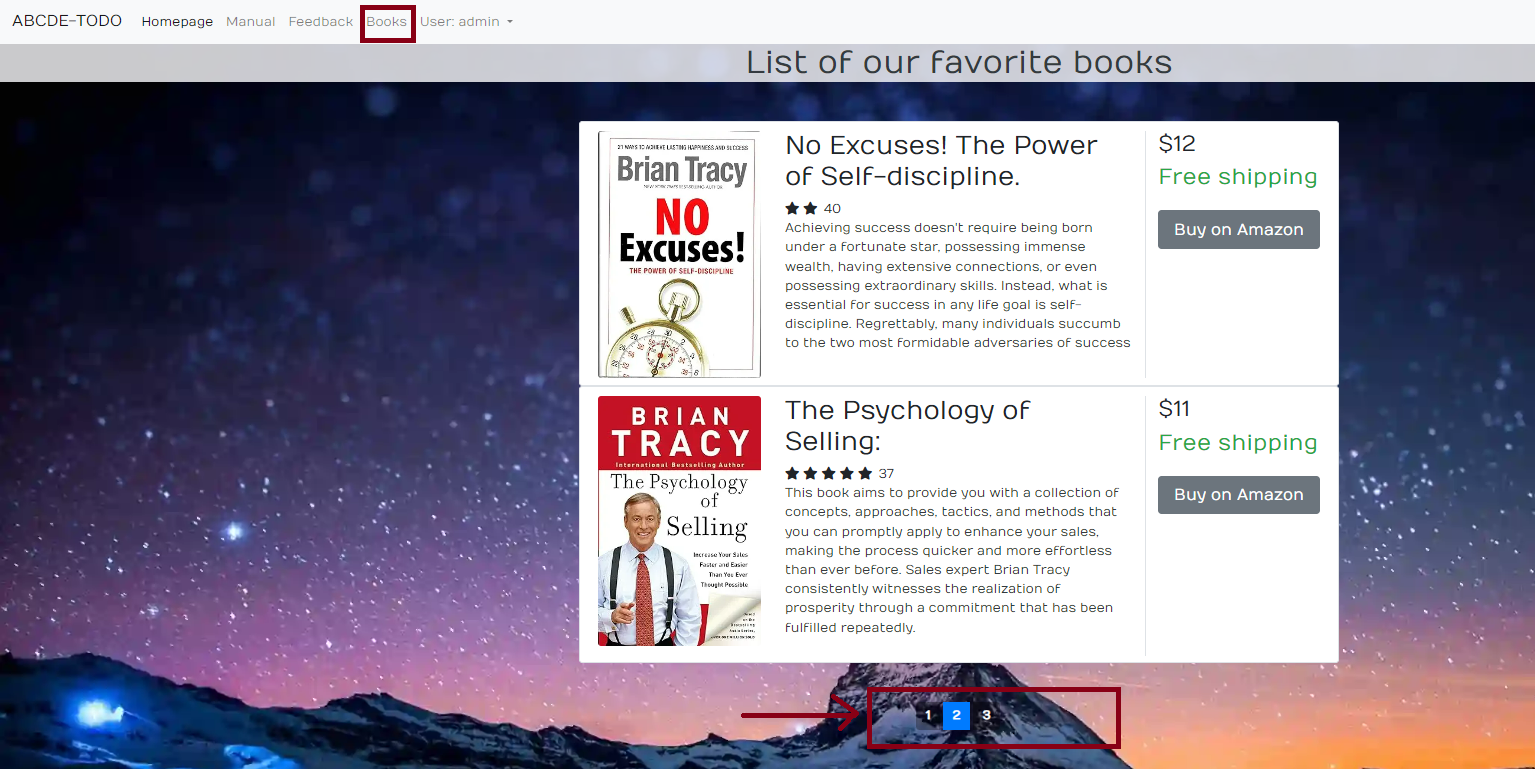 ABCDE-TODO Homepage Manual Feedback Books User: admin
List of our favorite books
21 WAYS TO ACHIEVE LASTING HAPPINESS AND SUCCESS
Brian Tracy
NEW YORK TIMES BESTSELLING AUTHOR
NO
Excuses!
THE POWER OF SELF-DISCIPLINE
No Excuses! The Power
of Self-discipline.
40
Achieving success doesn't require being born
under a fortunate star, possessing immense
wealth, having extensive connections, or even
possessing extraordinary skills. Instead, what is
essential for success in any life goal is self-
discipline. Regrettably, many individuals succumb
to the two most formidable adversaries of success
$12
Free shipping
Buy on Amazon
BRIAN
TRACY
International Bestselling Author
The Psychology
of
Selling
Increase Your Sales
Faster and Easier
Than You Ever
Thought Possible
The Psychology of
Selling:
37
This book aims to provide you with a collection of
concepts, approaches, tactics, and methods that
you can promptly apply to enhance your sales,
making the process quicker and more effortless
than ever before. Sales expert Brian Tracy
consistently witnesses the realization of
prosperity through a commitment that has been
fulfilled repeatedly.
$11
Free shipping
Buy on Amazon
1 2 3